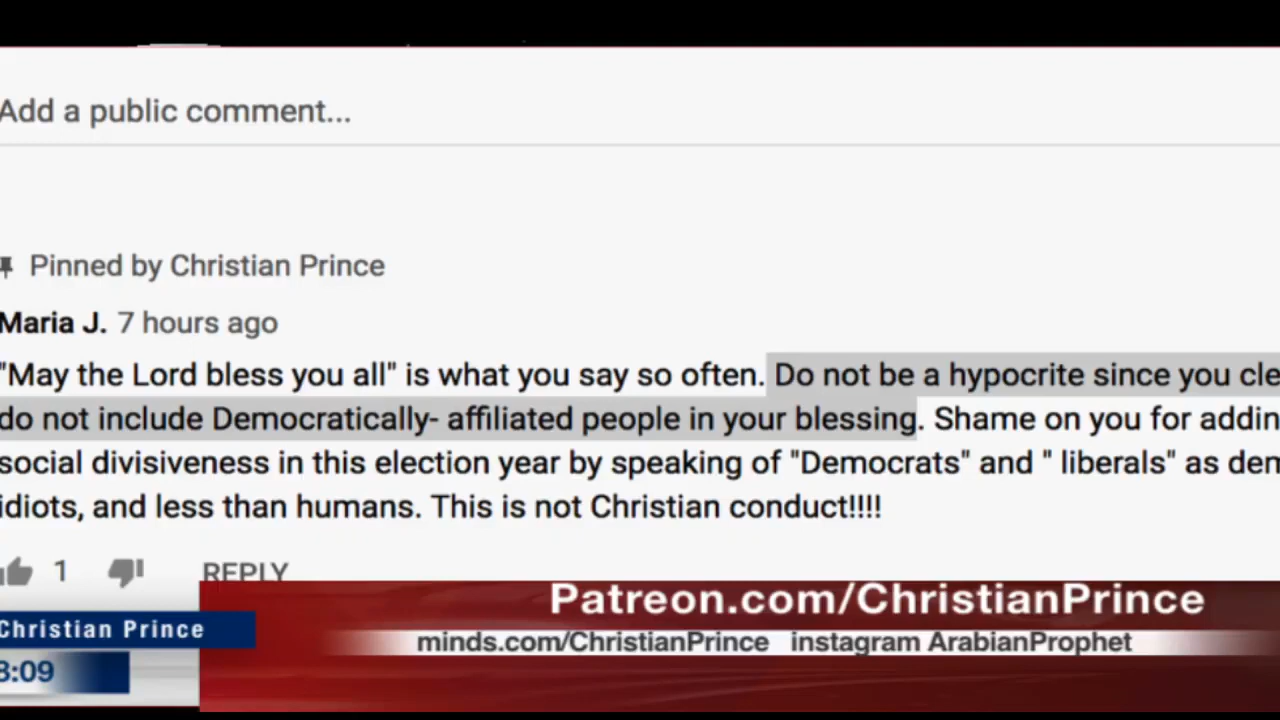 Add a public comment...
Pinned by Christian Prince
Maria J. 7 hours ago
"May the Lord bless you all" is what you say so often. Do not be a hypocrite since you
do not include Democratically- affiliated people in your blessing. Shame on you for
social divisiveness in this election year by speaking of "Democrats" and " liberals" as
idiots, and less than humans. This is not Christian conduct!!!!
1
REPLY
Patreon.com/ChristianPrince
Christian Prince
minds.com/ChristianPrince instagram ArabianProphet
8:09